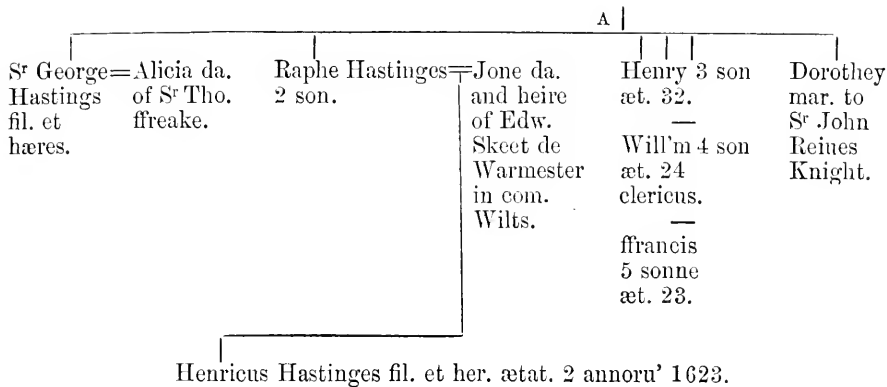 A
Sr George=Alicia da.
Hastings of Sr Tho.
fil. et ffreake.
hæres.
Raphe Hastinges=Jone da.
2 son. and heire
of Edw.
Skeet de
Warmester
in com.
Wilts.
Henry 3 son
æt. 32.
—
Will'm 4 son
æt. 24
clericus.
—
ffrancis
5 sonne
æt. 23.
Dorothey
mar. to
Sr John
Reines
Knight.
Henricus Hastinges fil. et her. ætat. 2 annoru' 1623.